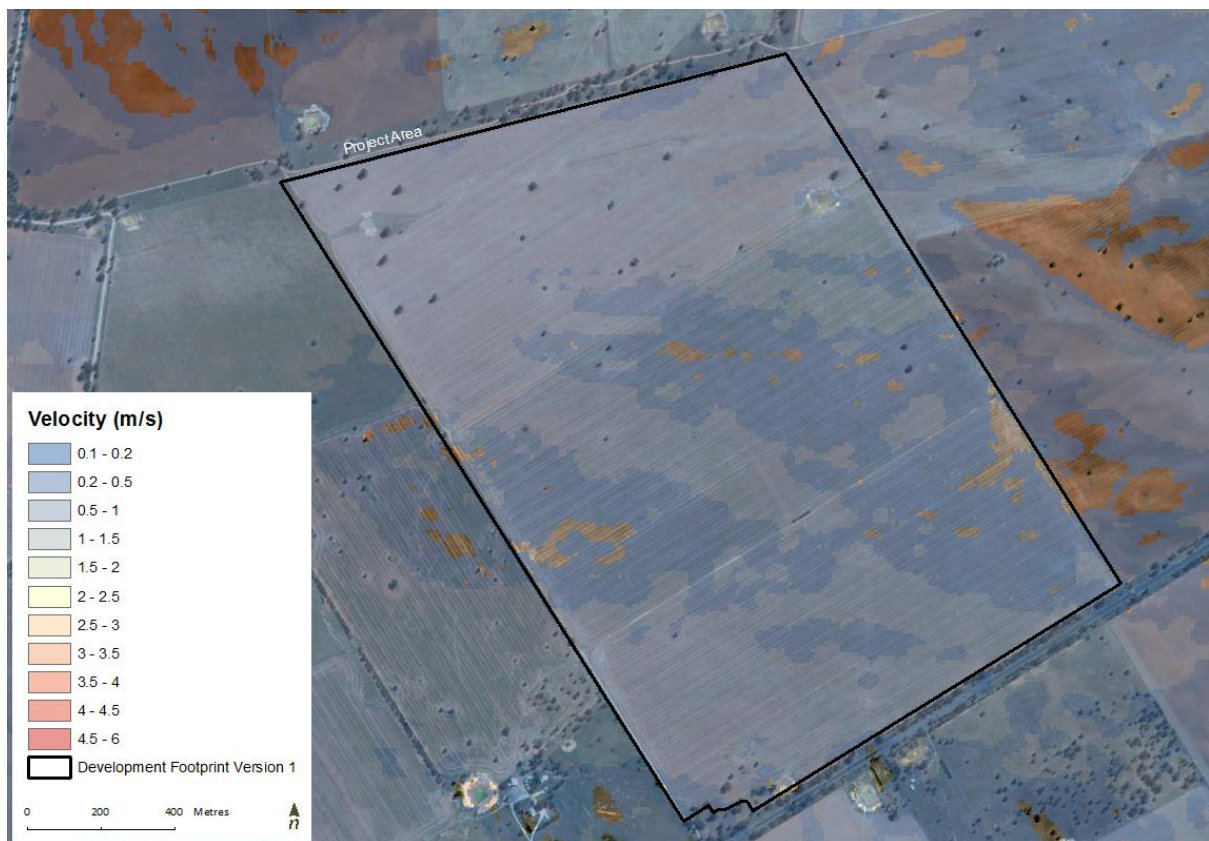 Project Area
Velocity (m/s)
0.1 - 0.2
0.2 - 0.5
0.5 - 1
1 - 1.5
1.5 - 2
2 - 2.5
2.5 - 3
3 - 3.5
3.5 - 4
4 - 4.5
4.5 - 6
Development Footprint Version 1
0 200 400 Metres
n